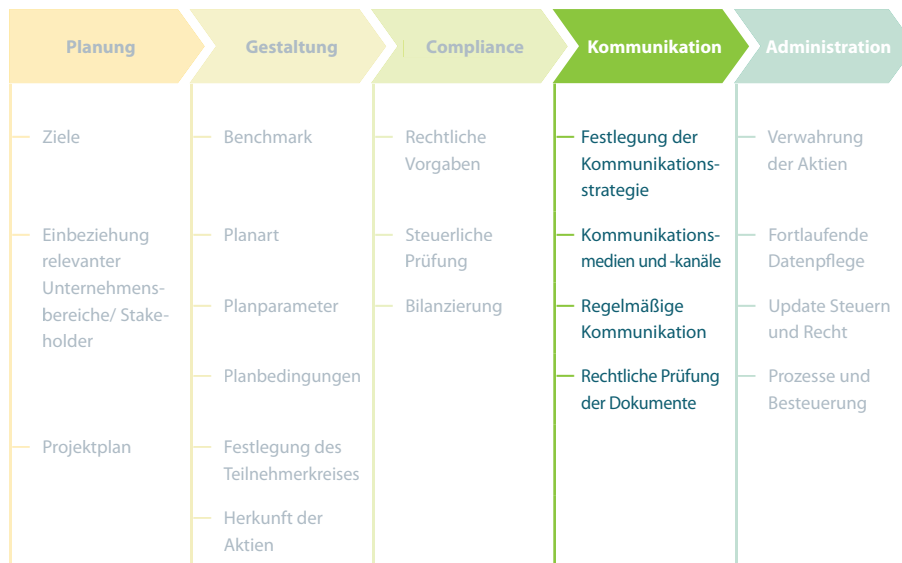 Planung
Gestaltung
Compliance
Kommunikation
Administration
Ziele
Einbeziehung
relevanter
Unternehmens-
bereiche/ Stake-
holder
Projektplan
Benchmark
Planart
Planparameter
Planbedingungen
Festlegung des
Teilnehmerkreises
Herkunft der
Aktien
Rechtliche
Vorgaben
Steuerliche
Prüfung
Bilanzierung
Festlegung der
Kommunikations-
strategie
Kommunikations-
medien und -kanäle
Regelmäßige
Kommunikation
Rechtliche Prüfung
der Dokumente
Verwahrung
der Aktien
Fortlaufende
Datenpflege
Update Steuern
und Recht
Prozesse und
Besteuerung